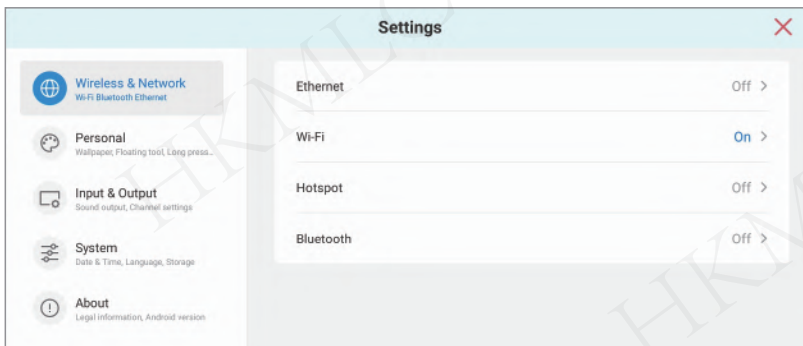 Settings
Wireless & Network
Wi-Fi Bluetooth Ethernet
Personal
Wallpaper, Floating tool, Long press..
Input & Output
Sound output, Channel settings
System
Date & Time, Language, Storage
About
Legal information, Android version
Ethernet Off
Wi-Fi On
Hotspot Off
Bluetooth Off